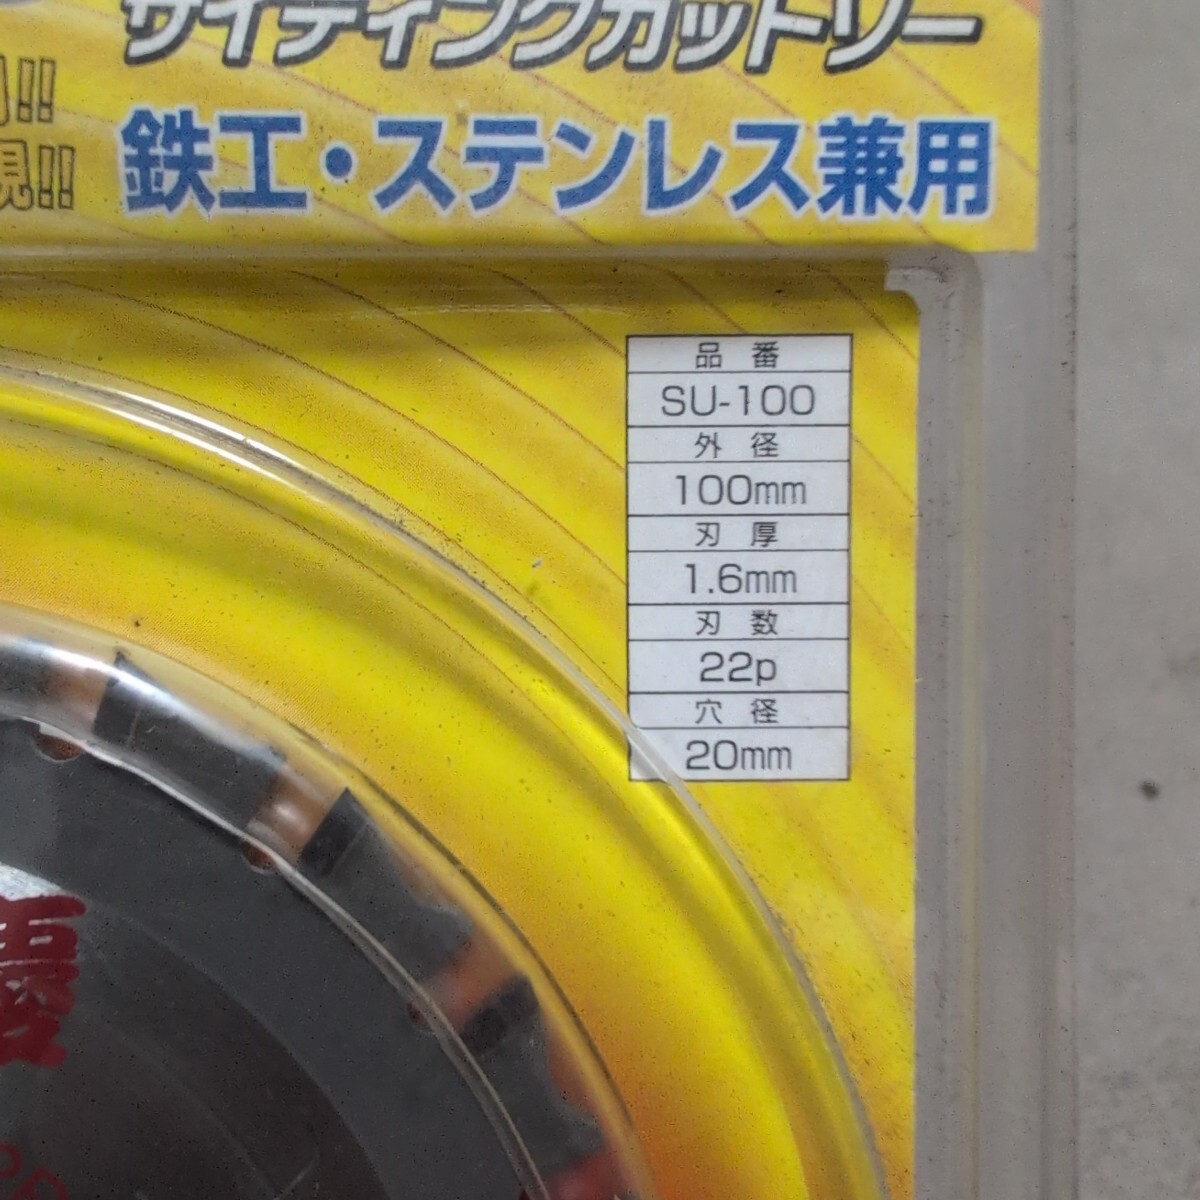 サイディングカットソー
!!
現!!
鉄工・ステンレス兼用
品番
SU-100
外径
100mm
刃厚
1.6mm
刃数
22p
穴径
20mm